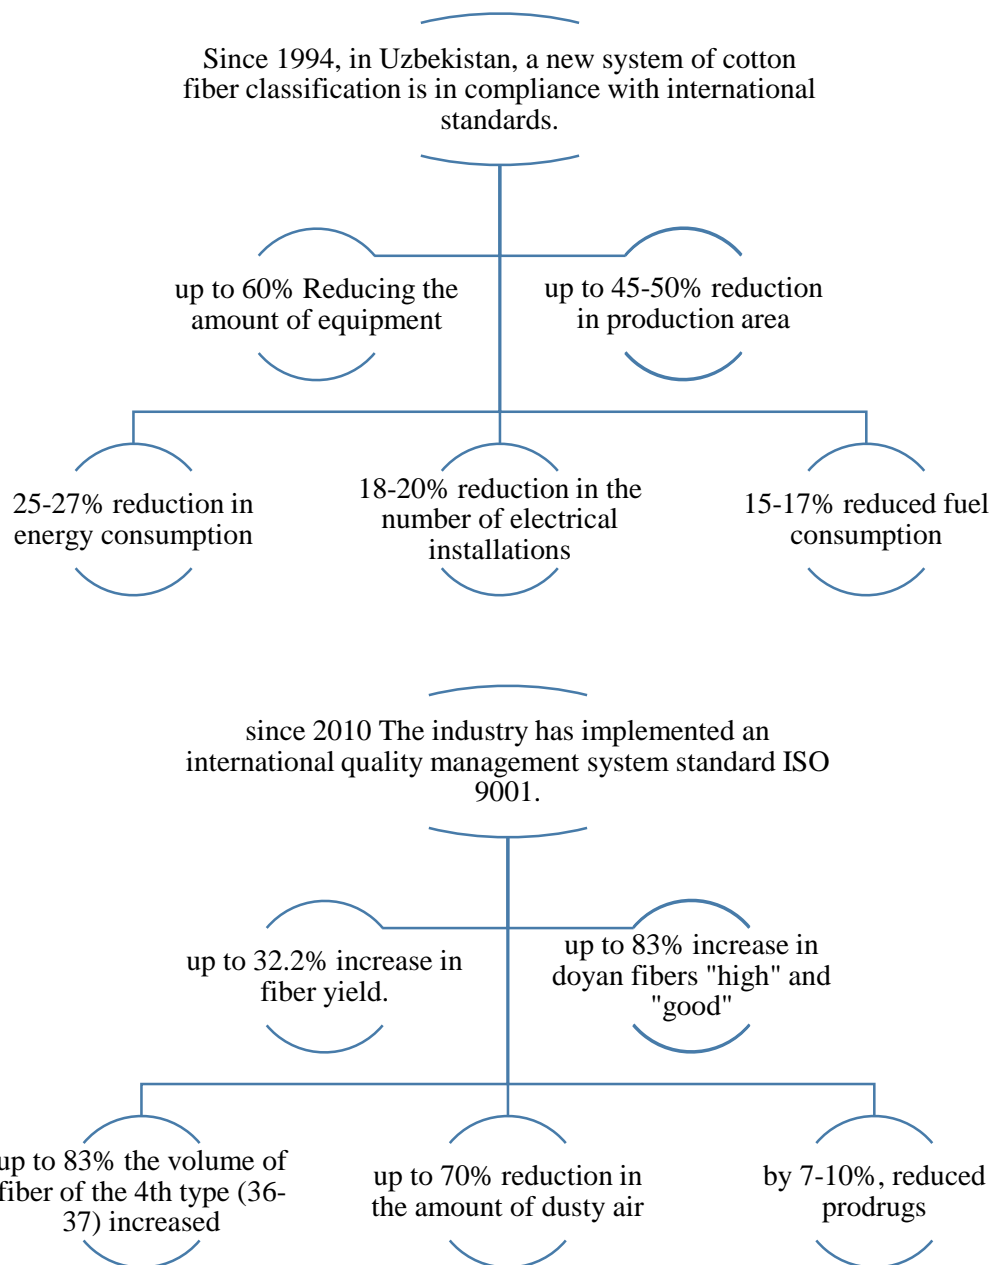 Since 1994, in Uzbekistan, a new system of cotton
fiber classification is in compliance with international
standards.
up to 60% Reducing the
amount of equipment
up to 45-50% reduction
in production area
25-27% reduction in
energy consumption
18-20% reduction in the
number of electrical
installations
15-17% reduced fuel
consumption
since 2010 The industry has implemented an
international quality management system standard ISO
9001.
up to 32.2% increase in
fiber yield.
up to 83% increase in
doyan fibers "high" and
"good"
up to 83% the volume of
fiber of the 4th type (36-
37) increased
up to 70% reduction in
the amount of dusty air
by 7-10%, reduced
prodrugs